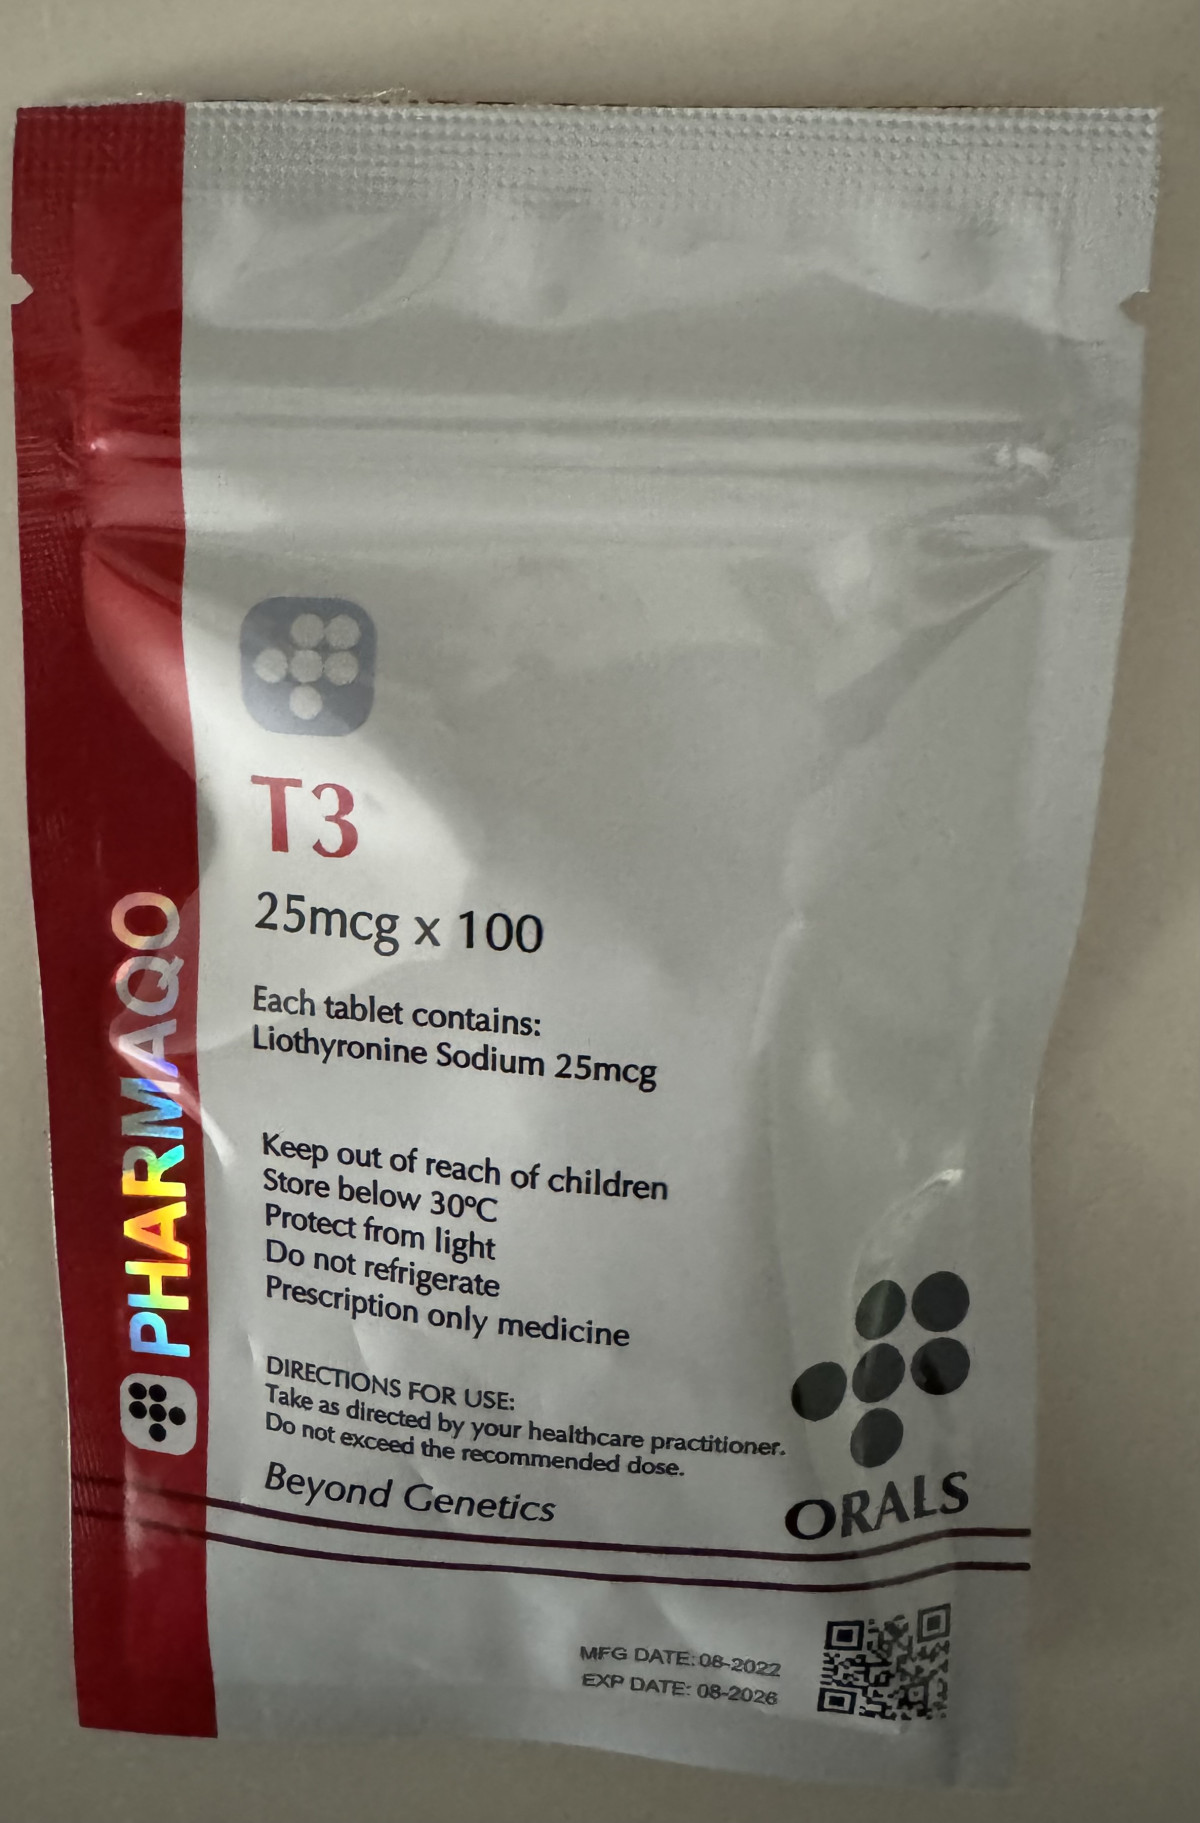 T3
25mcg x 100
Each tablet contains:
Liothyronine Sodium 25mcg
Keep out of reach of children
Store below 30ºC
Protect from light
Do not refrigerate
Prescription only medicine
DIRECTIONS FOR USE:
Take as directed by your healthcare practitioner.
Do not exceed the recommended dose.
Beyond Genetics
ORALS
MFG DATE: 08-2022
EXP DATE: 08-2026
PHARMAQO